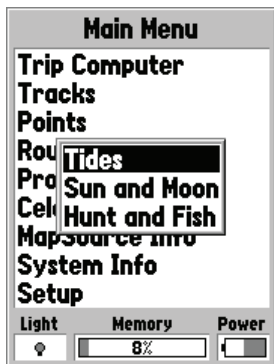 Main Menu
Trip Computer
Tracks
Points
Rou
Tides
Pro
Sun and Moon
Cele
Hunt and Fish
MapSource Info
System Info
Setup
Light Memory Power
8%